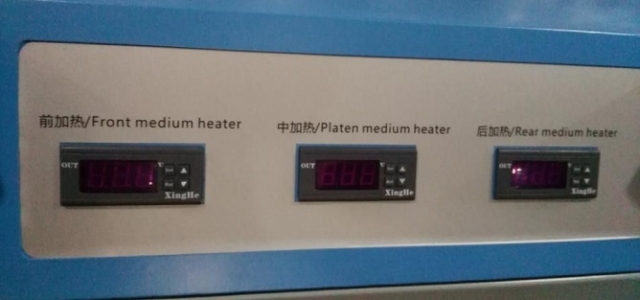 前加热/Front medium heater
中加热/Platen medium heater
后加热/Rear medium heater
OUT
XingHe
OUT
XingHe
OUT
XingHe